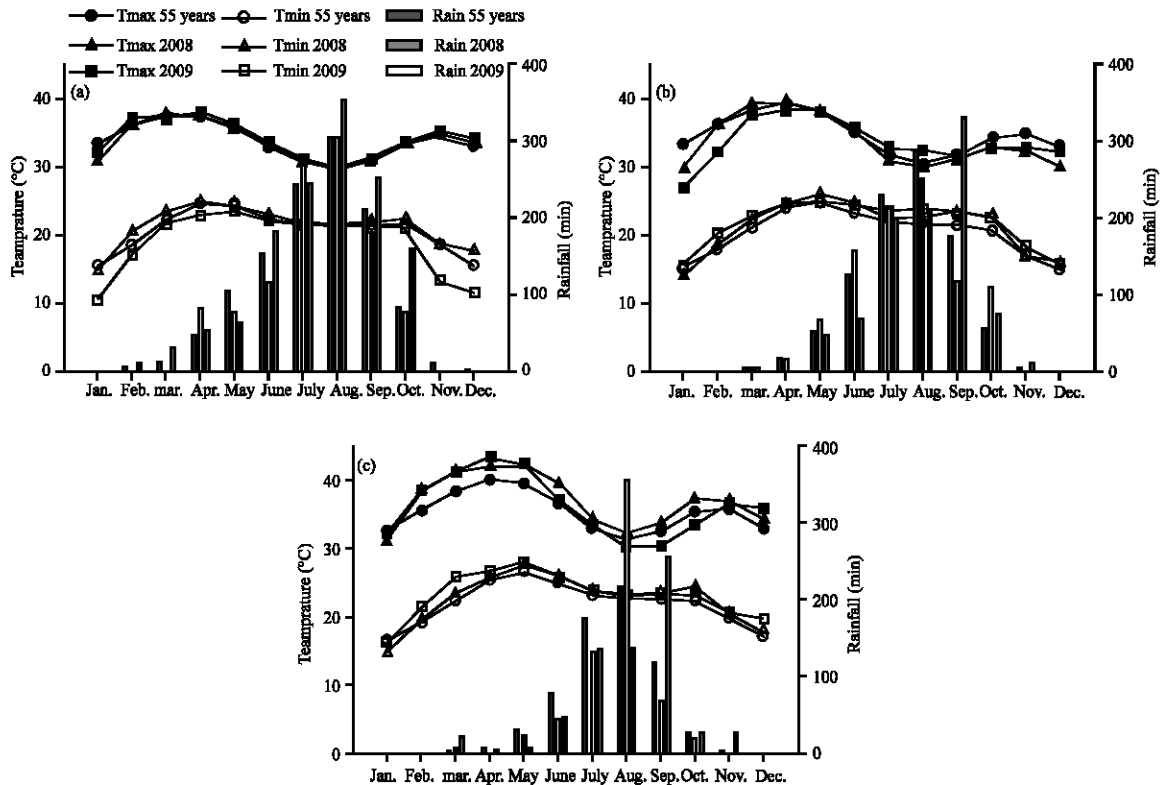 Tmax 55 years Tmin 55 years Rain 55 years
Tmax 2008 Tmin 2008 Rain 2008
Tmax 2009 Tmin 2009 Rain 2009
(a)
Teamprature (°C)
40
30
20
10
0
Rainfall (min)
400
300
200
100
0
Jan. Feb. mar. Apr. May June July Aug. Sep. Oct. Nov. Dec.
(b)
Teamprature (°C)
40
30
20
10
0
Rainfall (min)
400
300
200
100
0
Jan. Feb. mar. Apr. May June July Aug. Sep. Oct. Nov. Dec.
(c)
Teamprature (°C)
40
30
20
10
0
Rainfall (min)
400
300
200
100
0
Jan. Feb. mar. Apr. May June July Aug. Sep. Oct. Nov. Dec.